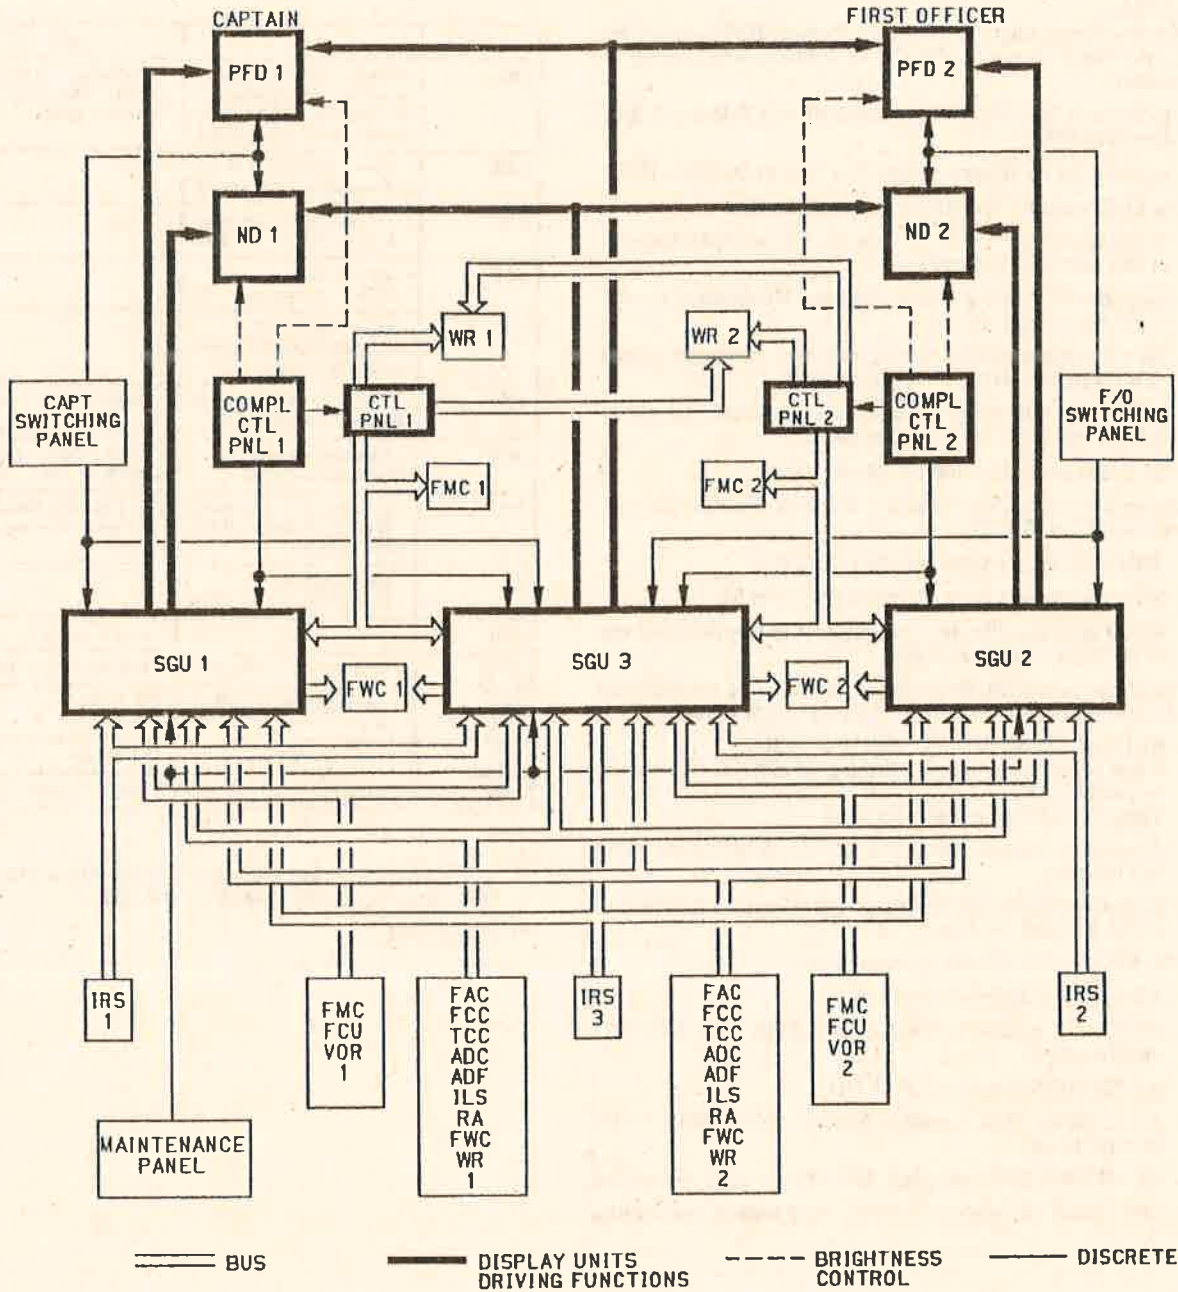 CAPTAIN
FIRST OFFICER
PFD 1
PFD 2
ND 1
ND 2
WR 1
WR 2
CAPT
SWITCHING
PANEL
COMPL
CTL
PNL 1
CTL
PNL 1
CTL
PNL 2
COMPL
CTL
PNL 2
F/O
SWITCHING
PANEL
FMC 1
FMC 2
SGU 1
SGU 3
SGU 2
FWC 1
FWC 2
IRS
1
FMC
FCU
VOR
1
FAC
FCC
TCC
ADC
ADF
ILS
RA
FWC
WR
1
IRS
3
FAC
FCC
TCC
ADC
ADF
ILS
RA
FWC
WR
2
FMC
FCU
VOR
2
IRS
2
MAINTENANCE
PANEL
BUS
DISPLAY UNITS
DRIVING FUNCTIONS
BRIGHTNESS
CONTROL
DISCRETE